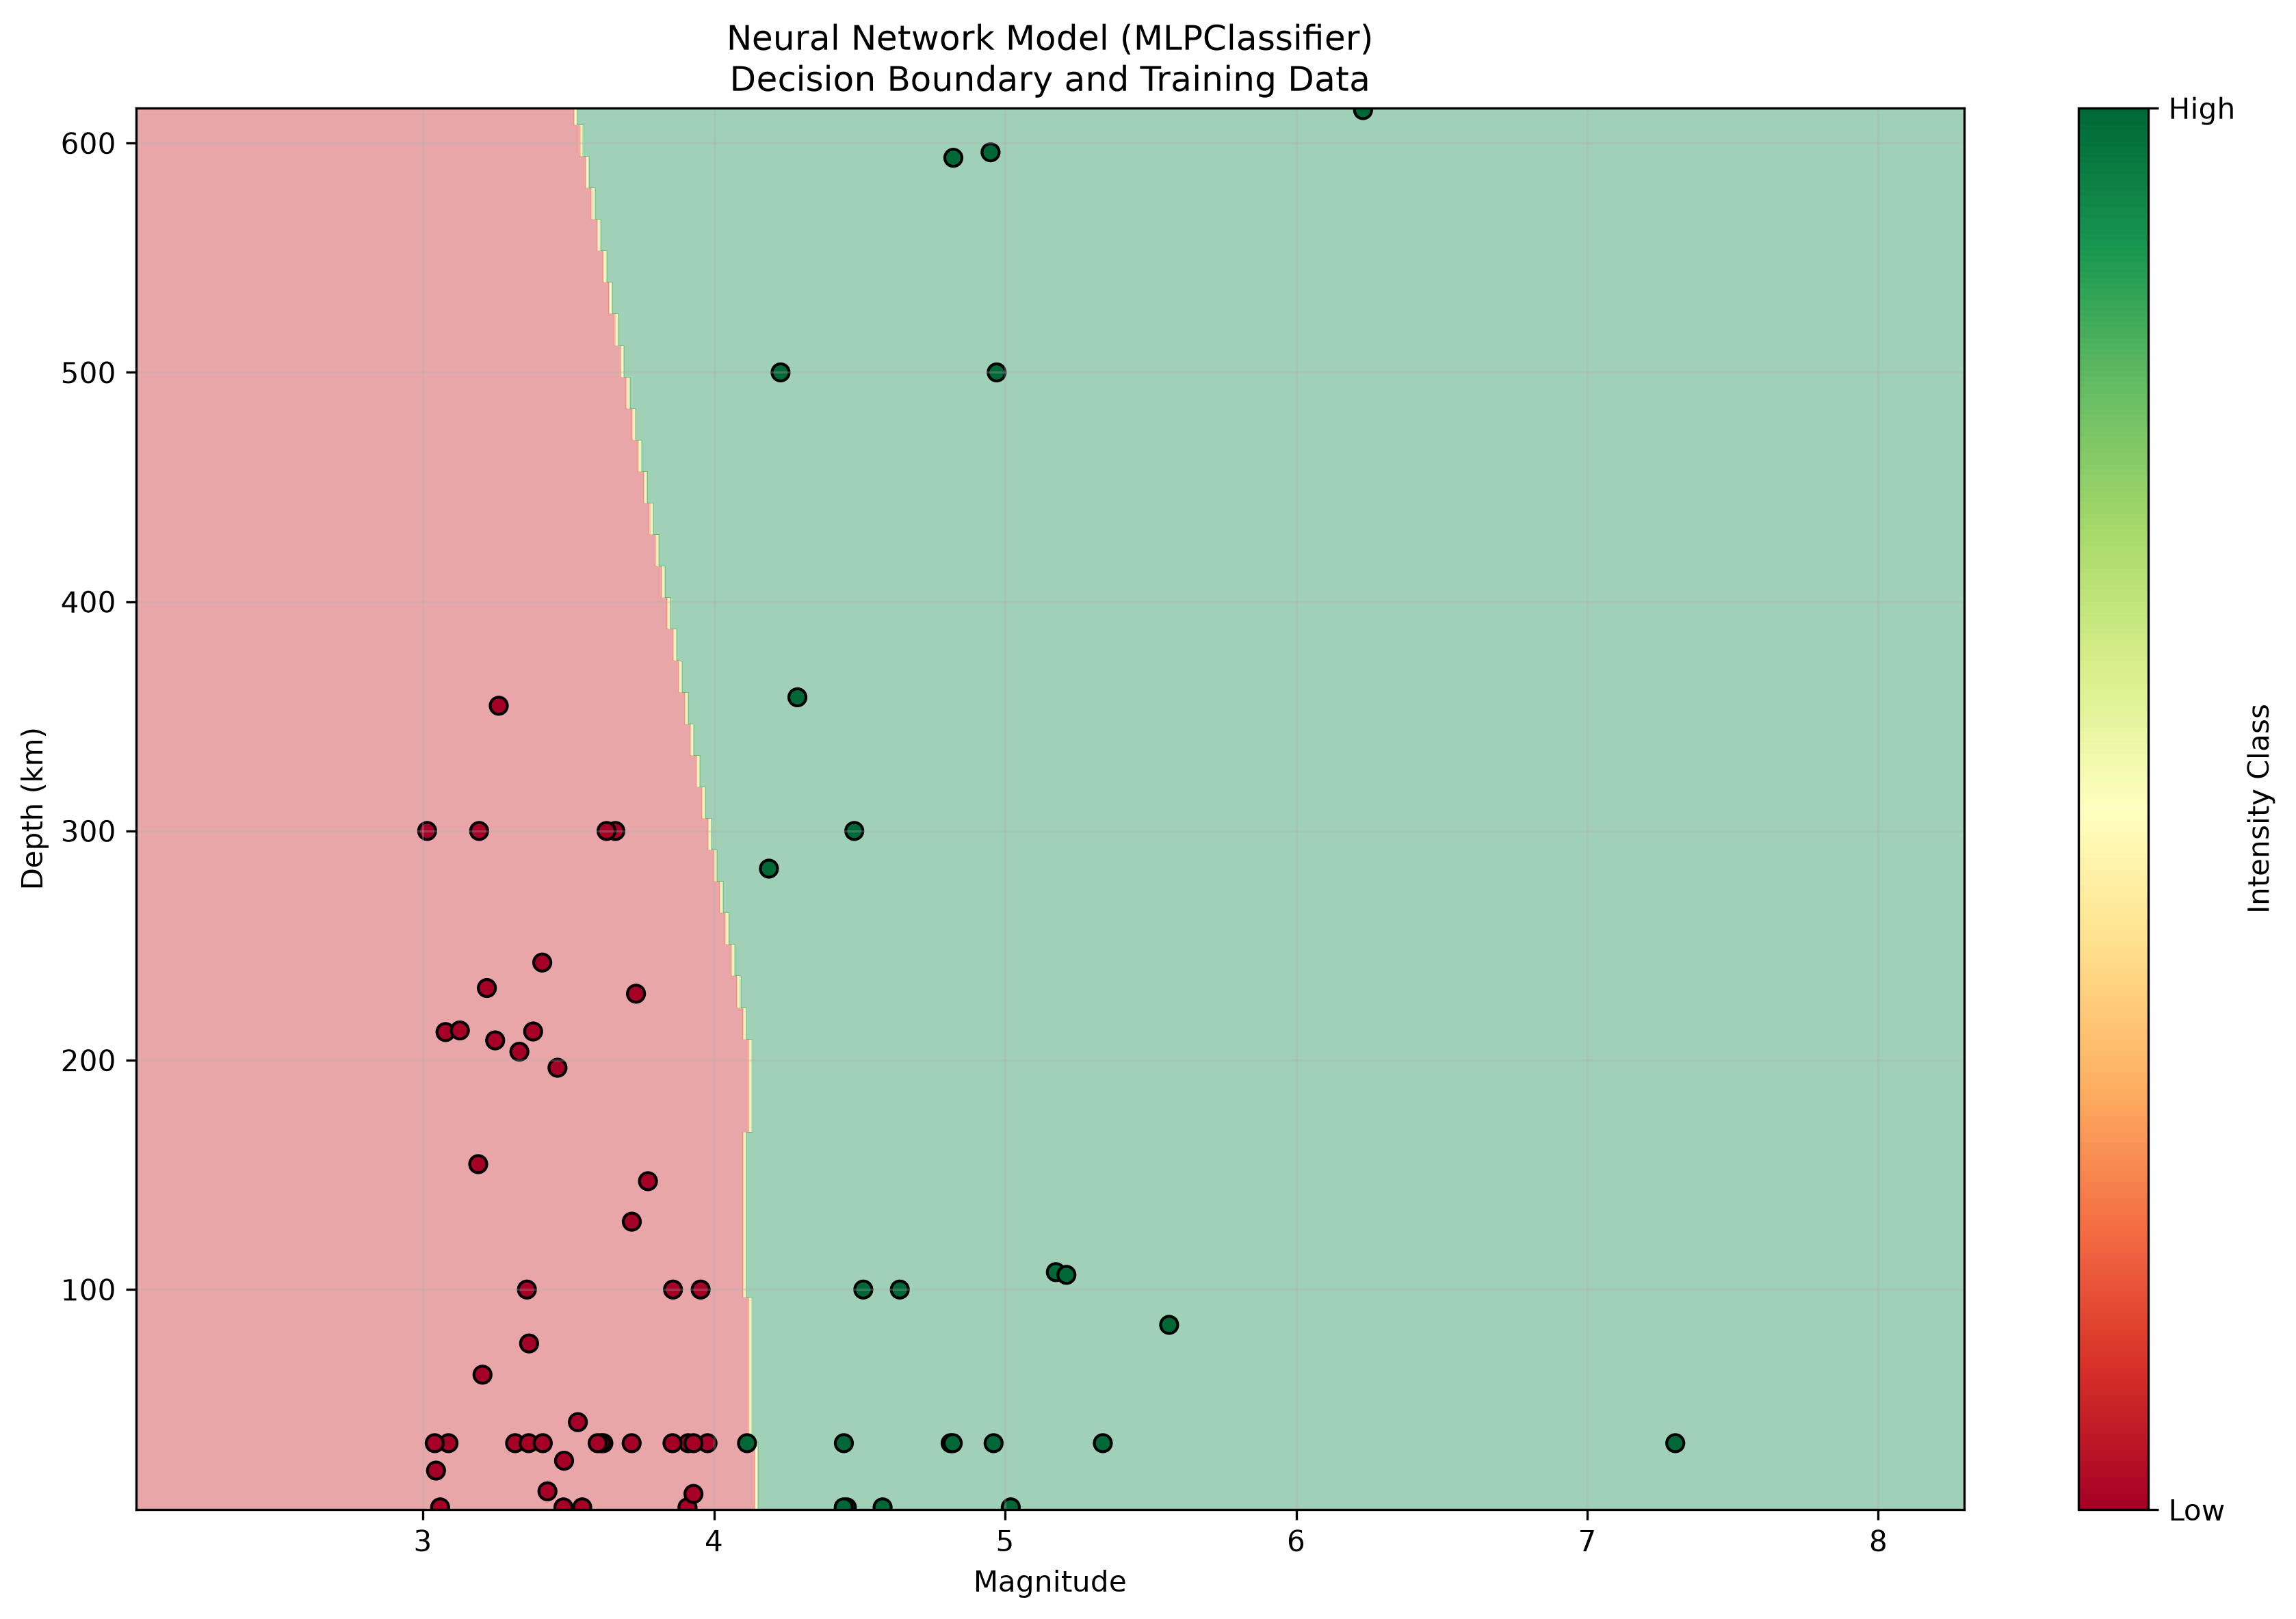 Neural Network Model (MLPClassifier)
Decision Boundary and Training Data
High
600
500
400
300
200
100
Depth (km)
Intensity Class
Low
3 4 5 6 7 8
Magnitude